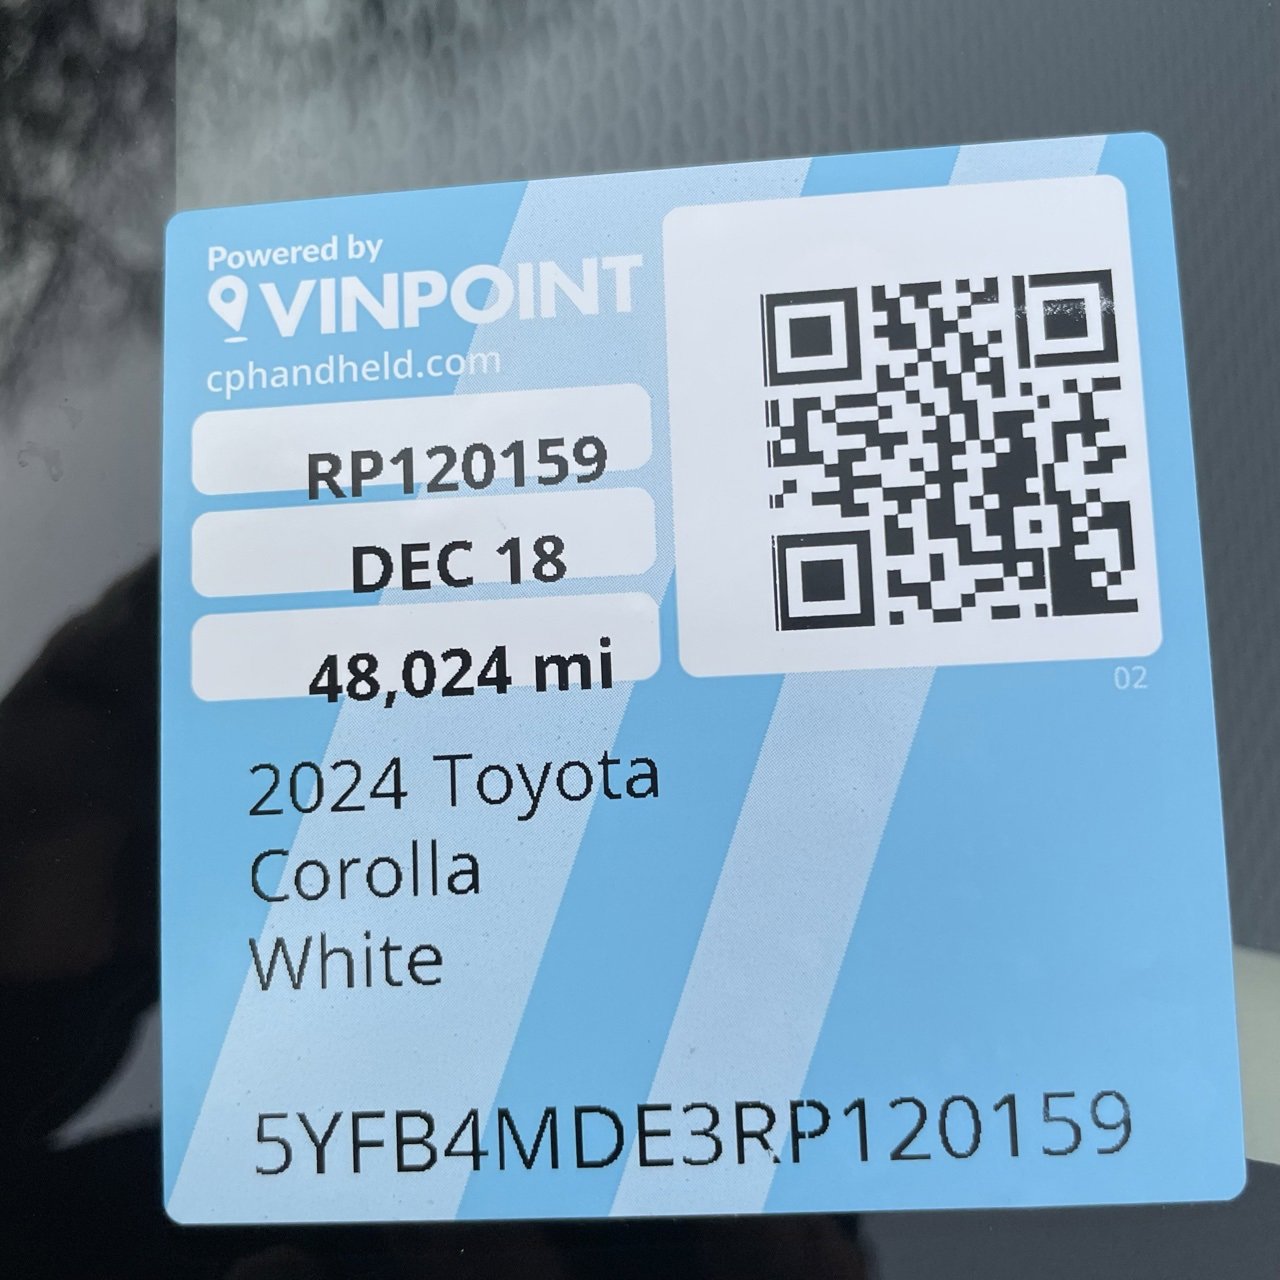 Powered by
VINPOINT
cphandheld.com
RP120159
DEC 18
48,024 mi
02
2024 Toyota
Corolla
White
5YFB4MDE3RP120159